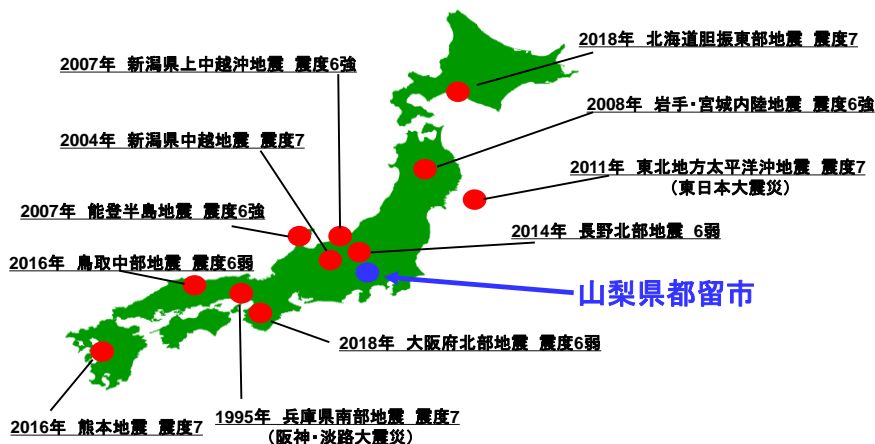 2018年 北海道胆振東部地震 震度7
2007年 新潟県上中越沖地震 震度6強
2008年 岩手・宮城内陸地震 震度6強
2004年 新潟県中越地震 震度7
2011年 東北地方太平洋沖地震 震度7
(東日本大震災)
2007年 能登半島地震 震度6強
2014年 長野北部地震 6弱
2016年 鳥取中部地震 震度6弱
山梨県都留市
2018年 大阪府北部地震 震度6弱
2016年 熊本地震 震度7
1995年 兵庫県南部地震 震度7
(阪神・淡路大震災)